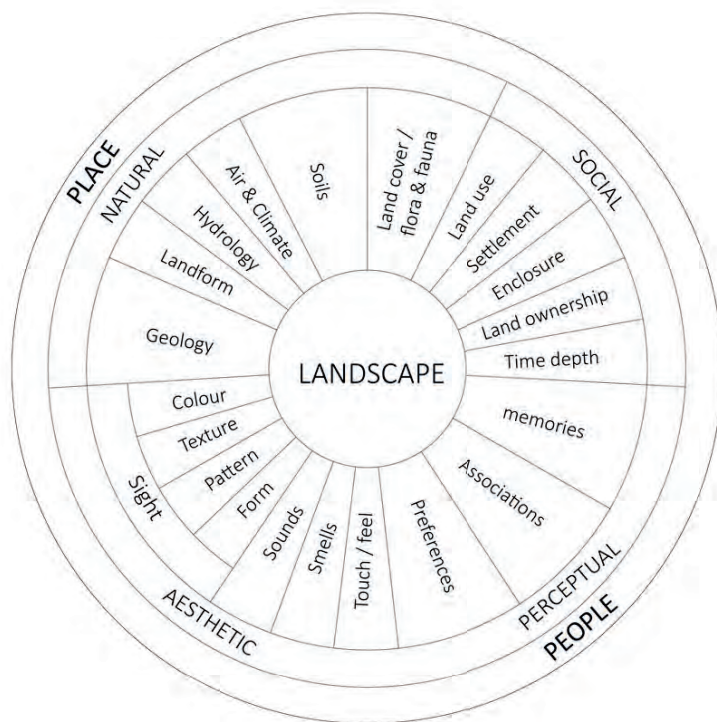 PLACE
NATURAL
SOCIAL
Geology
Landform
Hydrology
Air & Climate
Soils
Land cover /
flora & fauna
Land use
Settlement
Enclosure
Land ownership
Time depth
LANDSCAPE
memories
Associations
Preferences
Touch / feel
Smells
Sounds
Form
Pattern
Texture
Colour
Sight
AESTHETIC
PERCEPTUAL
PEOPLE